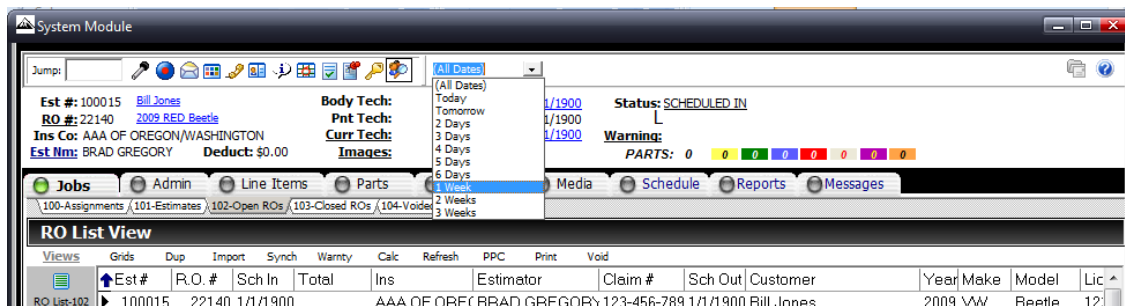 System Module
Jump:
(All Dates)
(All Dates)
Today
Tomorrow
2 Days
3 Days
4 Days
5 Days
6 Days
1 Week
2 Weeks
3 Weeks
Est #: 100015 Bill Jones Body Tech: 1/1900 Status: SCHEDULED IN
RO #: 22140 2009 RED Beetle Pnt Tech: 1/1900 L
Ins Co: AAA OF OREGON/WASHINGTON Curr Tech: 1/1900 Warning:
Est Nm: BRAD GREGORY Deduct: $0.00 Images: PARTS: 0 0 0 0 0 0 0 0
Jobs Admin Line Items Parts Media Schedule Reports Messages
100-Assignments 101-Estimates 102-Open ROs 103-Closed ROs 104-Voided
RO List View
Views Grids Dup Import Synch Warnty Calc Refresh PPC Print Void
Est # R.O. # Sch In Total Ins Estimator Claim # Sch Out Customer Year Make Model Lic
RO List-102 100015 22140 1/1/1900 AAA OF OREG BRAD GREGORY 123-456-789 1/1/1900 Bill Jones 2009 VW Beetle 12